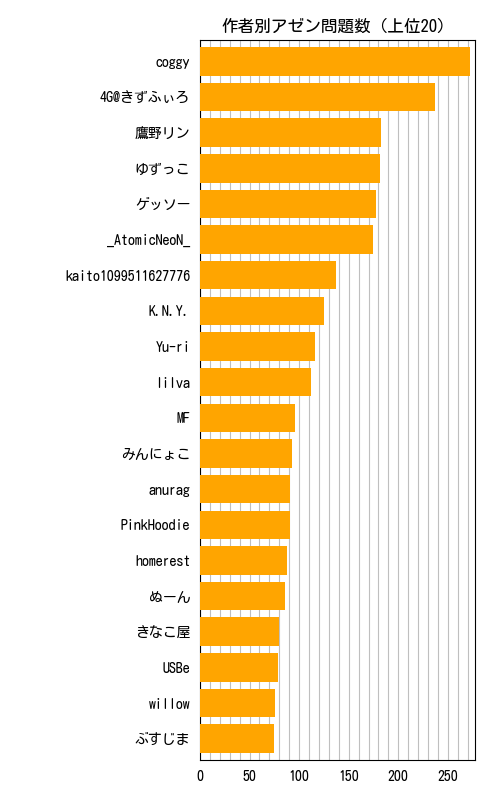 作者別アゼン問題数（上位20）
coggy
4G@きずふぃろ
鷹野リン
ゆずっこ
ゲッソー
_AtomicNeoN_
kaito1099511627776
K.N.Y.
Yu-ri
lilva
MF
みんにょこ
anurag
PinkHoodie
homerest
ぬーん
きなこ屋
USBe
willow
ぷすじま
0 50 100 150 200 250